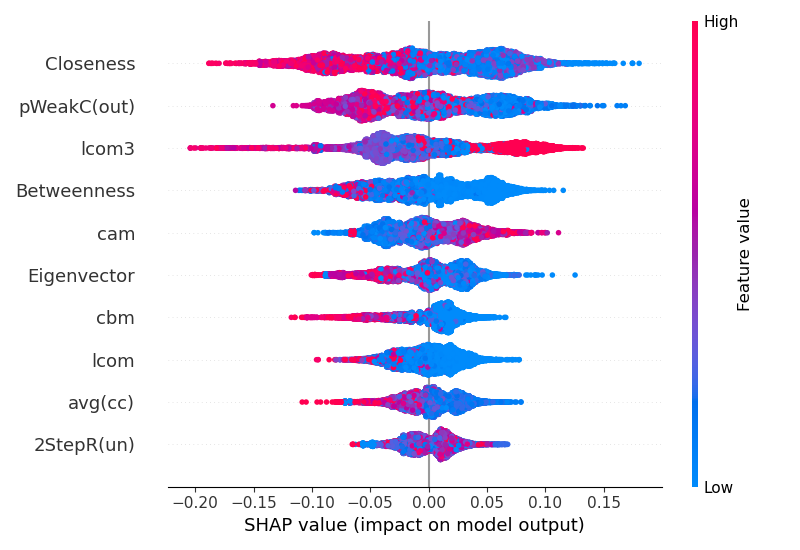 High
Closeness
pWeakC(out)
lcom3
Betweenness
cam
Eigenvector
cbm
lcom
avg(cc)
2StepR(un)
Feature value
Low
−0.20 −0.15 −0.10 −0.05 0.00 0.05 0.10 0.15
SHAP value (impact on model output)